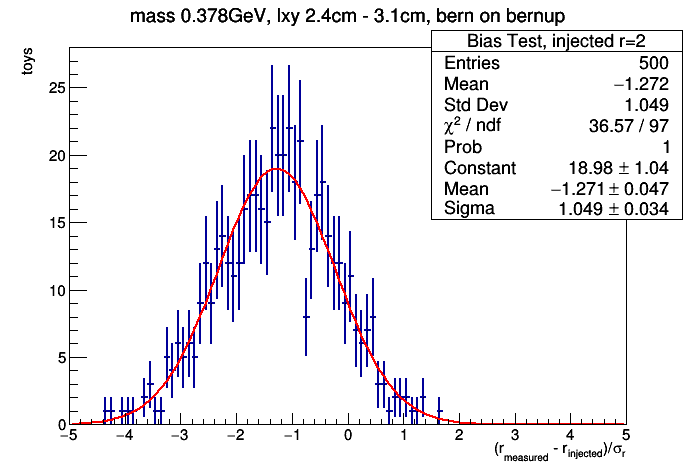 mass 0.378GeV, lxy 2.4cm - 3.1cm, bern on bernup
toys
Bias Test, injected r=2
Entries 500
Mean −1.272
Std Dev 1.049
χ² / ndf 36.57 / 97
Prob 1
Constant 18.98 ± 1.04
Mean −1.271 ± 0.047
Sigma 1.049 ± 0.034
25
20
15
10
5
0
−5 −4 −3 −2 −1 0 1 2 3 4 5
(r_measured - r_injected)/σ_r